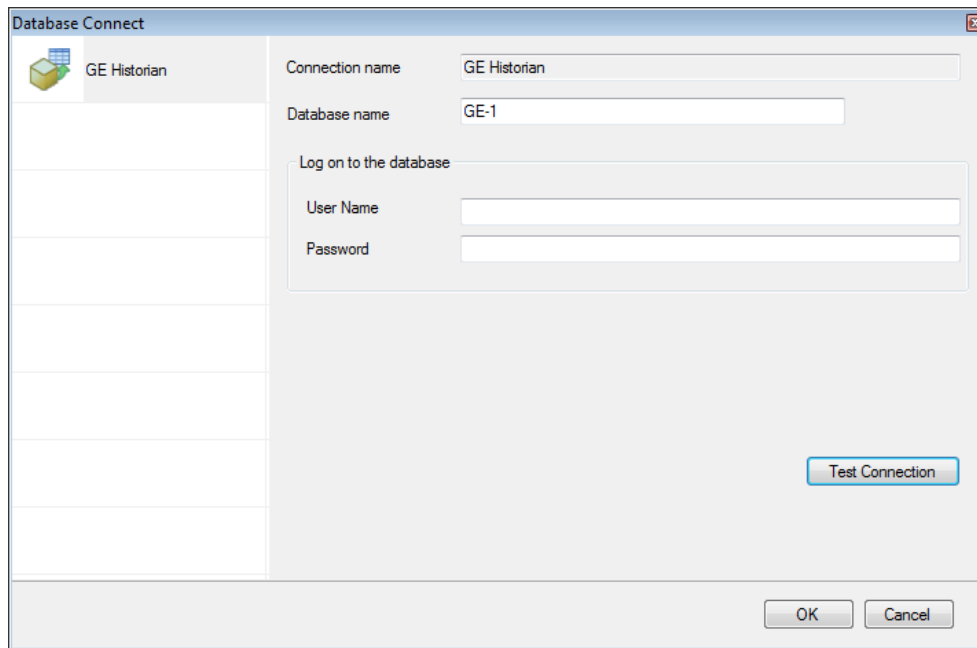 Database Connect
GE Historian
Connection name GE Historian
Database name GE-1
Log on to the database
User Name
Password
Test Connection
OK Cancel